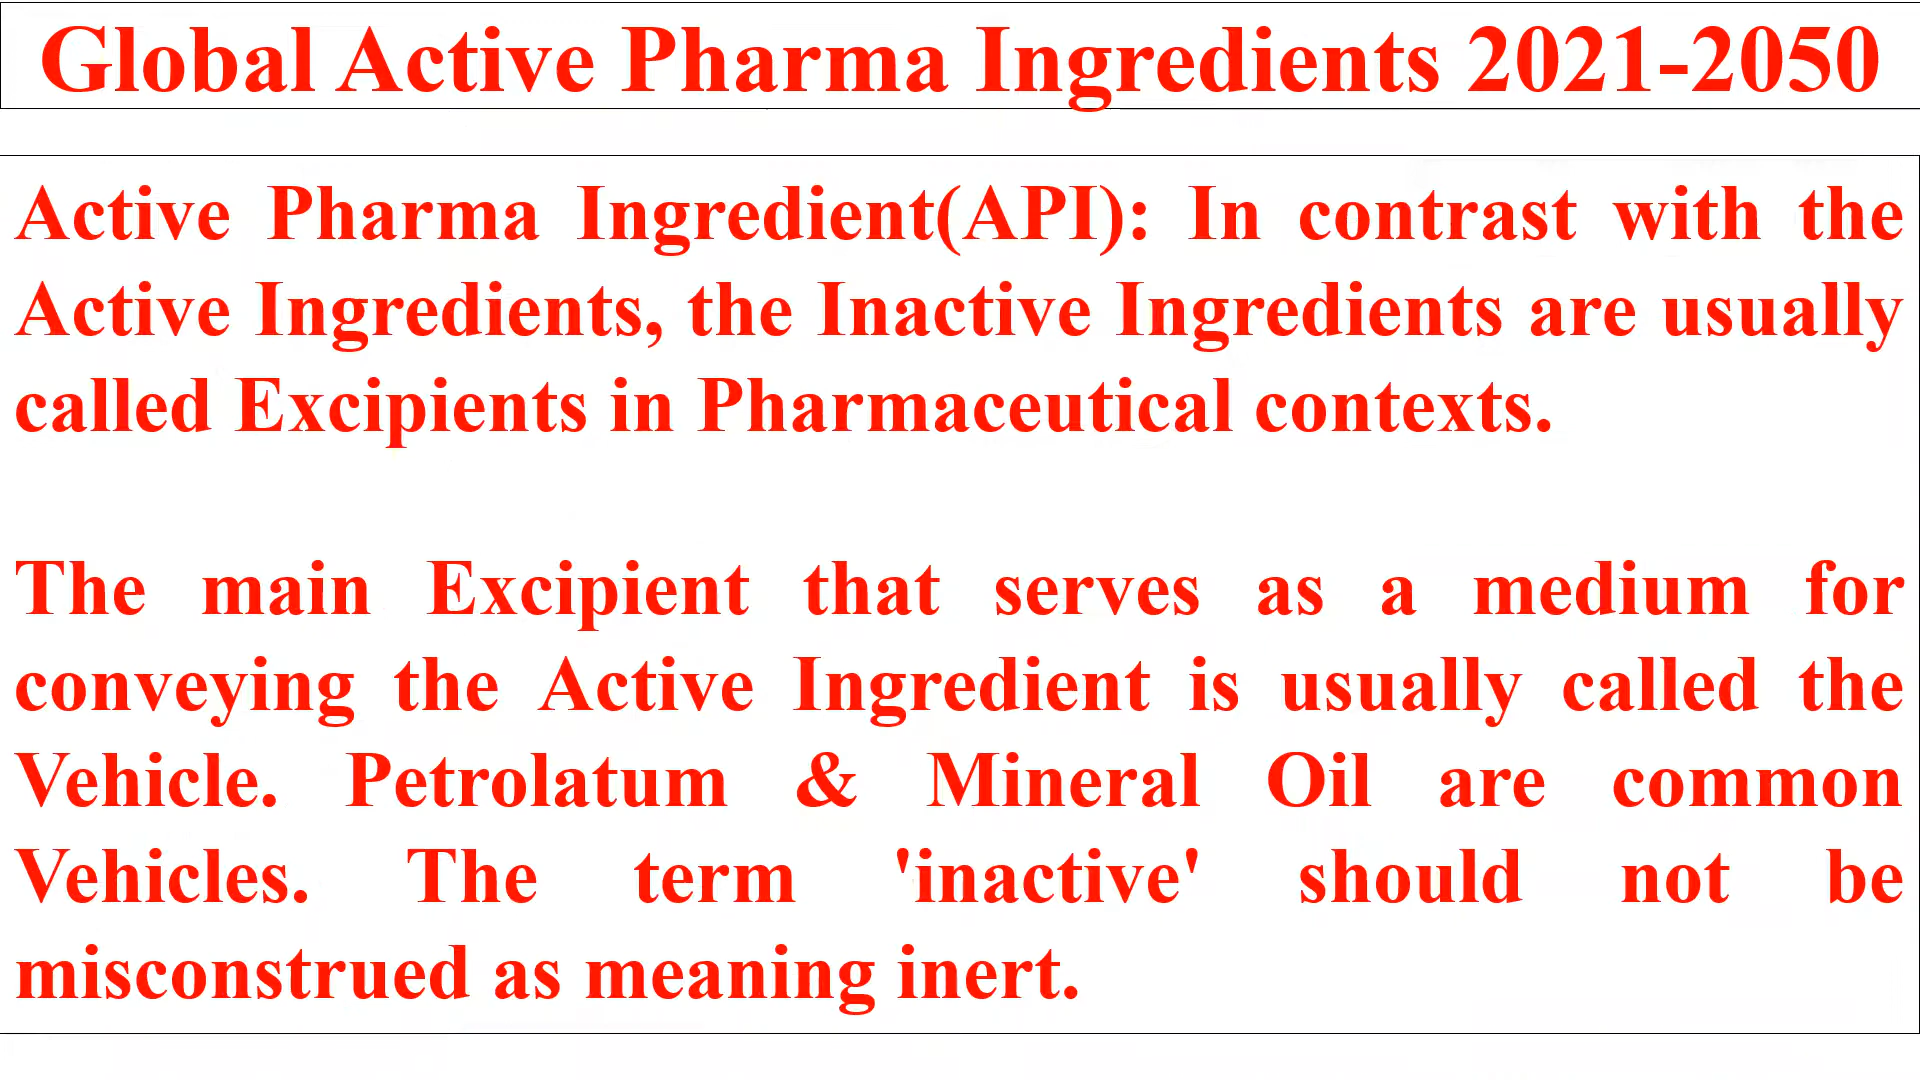 Global Active Pharma Ingredients 2021-2050
Active Pharma Ingredient(API): In contrast with the
Active Ingredients, the Inactive Ingredients are usually
called Excipients in Pharmaceutical contexts.
The main Excipient that serves as a medium for
conveying the Active Ingredient is usually called the
Vehicle. Petrolatum & Mineral Oil are common
Vehicles. The term 'inactive' should not be
misconstrued as meaning inert.